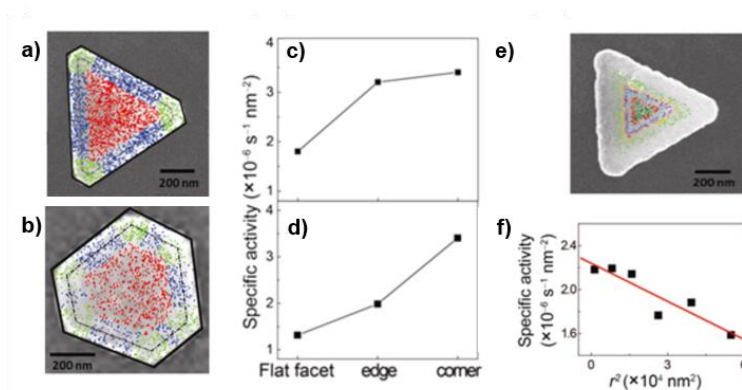 a)
200 nm
b)
200 nm
c)
4
3
2
1
d)
4
3
2
1
Specific activity (×10⁻⁶ s⁻¹ nm⁻²)
Flat facet edge corner
e)
200 nm
f)
Specific activity
(×10⁻⁶ s⁻¹ nm⁻²)
2.4
2.0
1.6
0 2 4 6
r² (×10⁴ nm²)